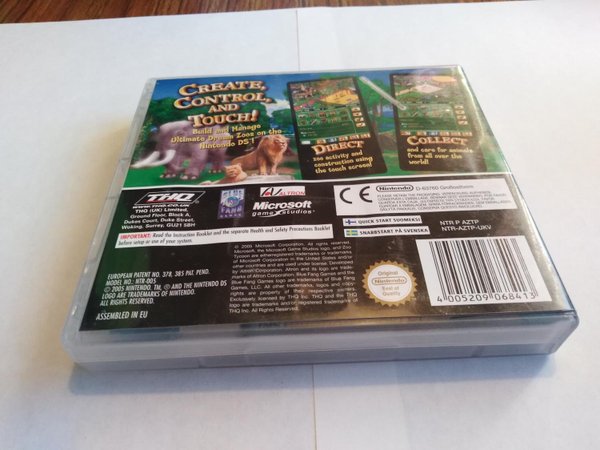 CREATE,
CONTROL,
AND
TOUCH!
Build and Manage
Ultimate Dream Zoos on the
Nintendo DS!
DIRECT
zoo activity and
construction using
the touch screen!
COLLECT
and care for animals
from all over the
world!
THQ
www.thq.co.uk
THQ (UK) Limited,
Ground Floor, Block A,
Dukes Court, Duke Street,
Woking, Surrey, GU21 5BH
BLUE
FANG
GAMES
ALTRON
Microsoft
game studios
IMPORTANT: Read the Instruction Booklet and the separate Health and Safety Precautions Booklet
before setup or use of your system.
CE
Nintendo
D-63760 Großostheim
QUICK START SUOMEKSI
SNABBSTART PÅ SVENSKA
NTR P AZTP
NTR-AZTP-UKV
EUROPEAN PATENT NO. 378, 385 PAT. PEND.
MODEL NO.: NTR-005
© 2005 NINTENDO. TM, ® AND THE NINTENDO DS
LOGO ARE TRADEMARKS OF NINTENDO.
ALL RIGHTS RESERVED.
ASSEMBLED IN EU
© 2005 Microsoft Corporation. All rights reserved.
Microsoft, the Microsoft Game Studios logo, and Zoo
Tycoon are either registered trademarks or trademarks
of Microsoft Corporation in the United States and/or
other countries and are used under license. Developed
by Altron Corporation. Altron and its logo are trade-
marks of Altron Corporation. Blue Fang Games and the
Blue Fang Games logo are trademarks of Blue Fang
Games, LLC. All other trademarks, logos and copy-
rights are property of their respective owners.
Exclusively licensed by THQ Inc. THQ and the THQ
logo are trademarks and/or registered trademarks of
THQ Inc. All Rights Reserved.
Original
Nintendo
Seal of
Quality
4 005209 068413